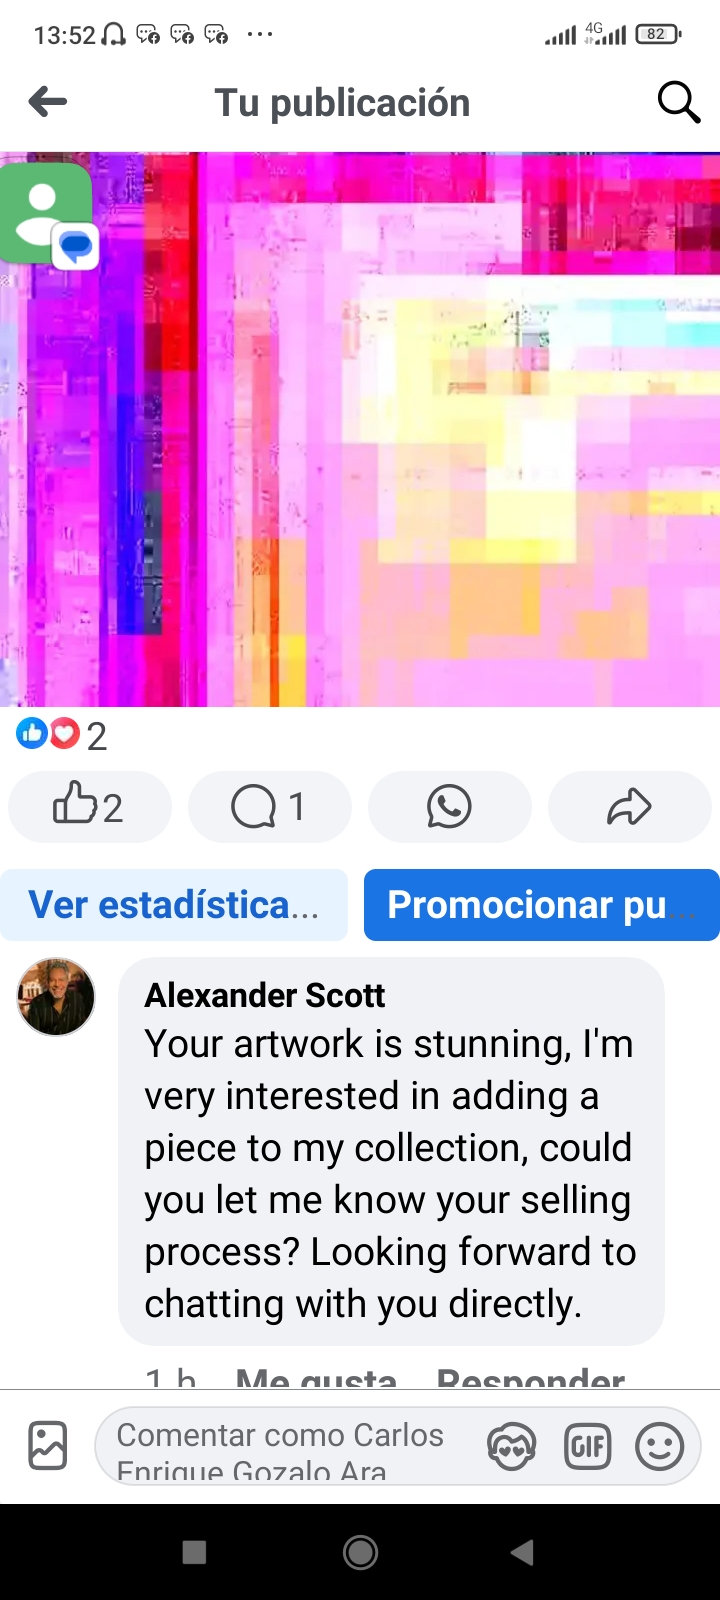 13:52 ··· 4G 82
Tu publicación
2
2 1
Ver estadística... Promocionar pu...
Alexander Scott
Your artwork is stunning, I'm
very interested in adding a
piece to my collection, could
you let me know your selling
process? Looking forward to
chatting with you directly.
1 h Me gusta Responder
Comentar como Carlos
Enrique Gozalo Ara
GIF